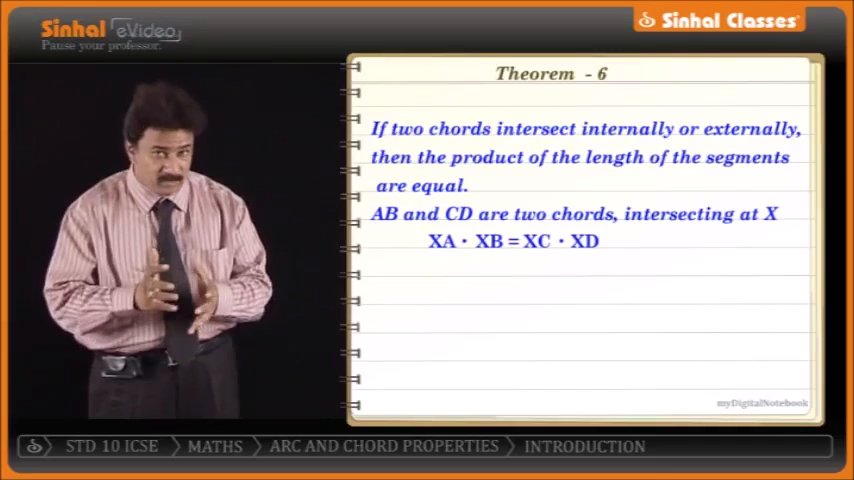 Sinhal eVideo
Pause your professor.
Sinhal Classes
Theorem - 6
If two chords intersect internally or externally,
then the product of the length of the segments
are equal.
AB and CD are two chords, intersecting at X
XA · XB = XC · XD
myDigitalNotebook
STD 10 ICSE MATHS ARC AND CHORD PROPERTIES INTRODUCTION